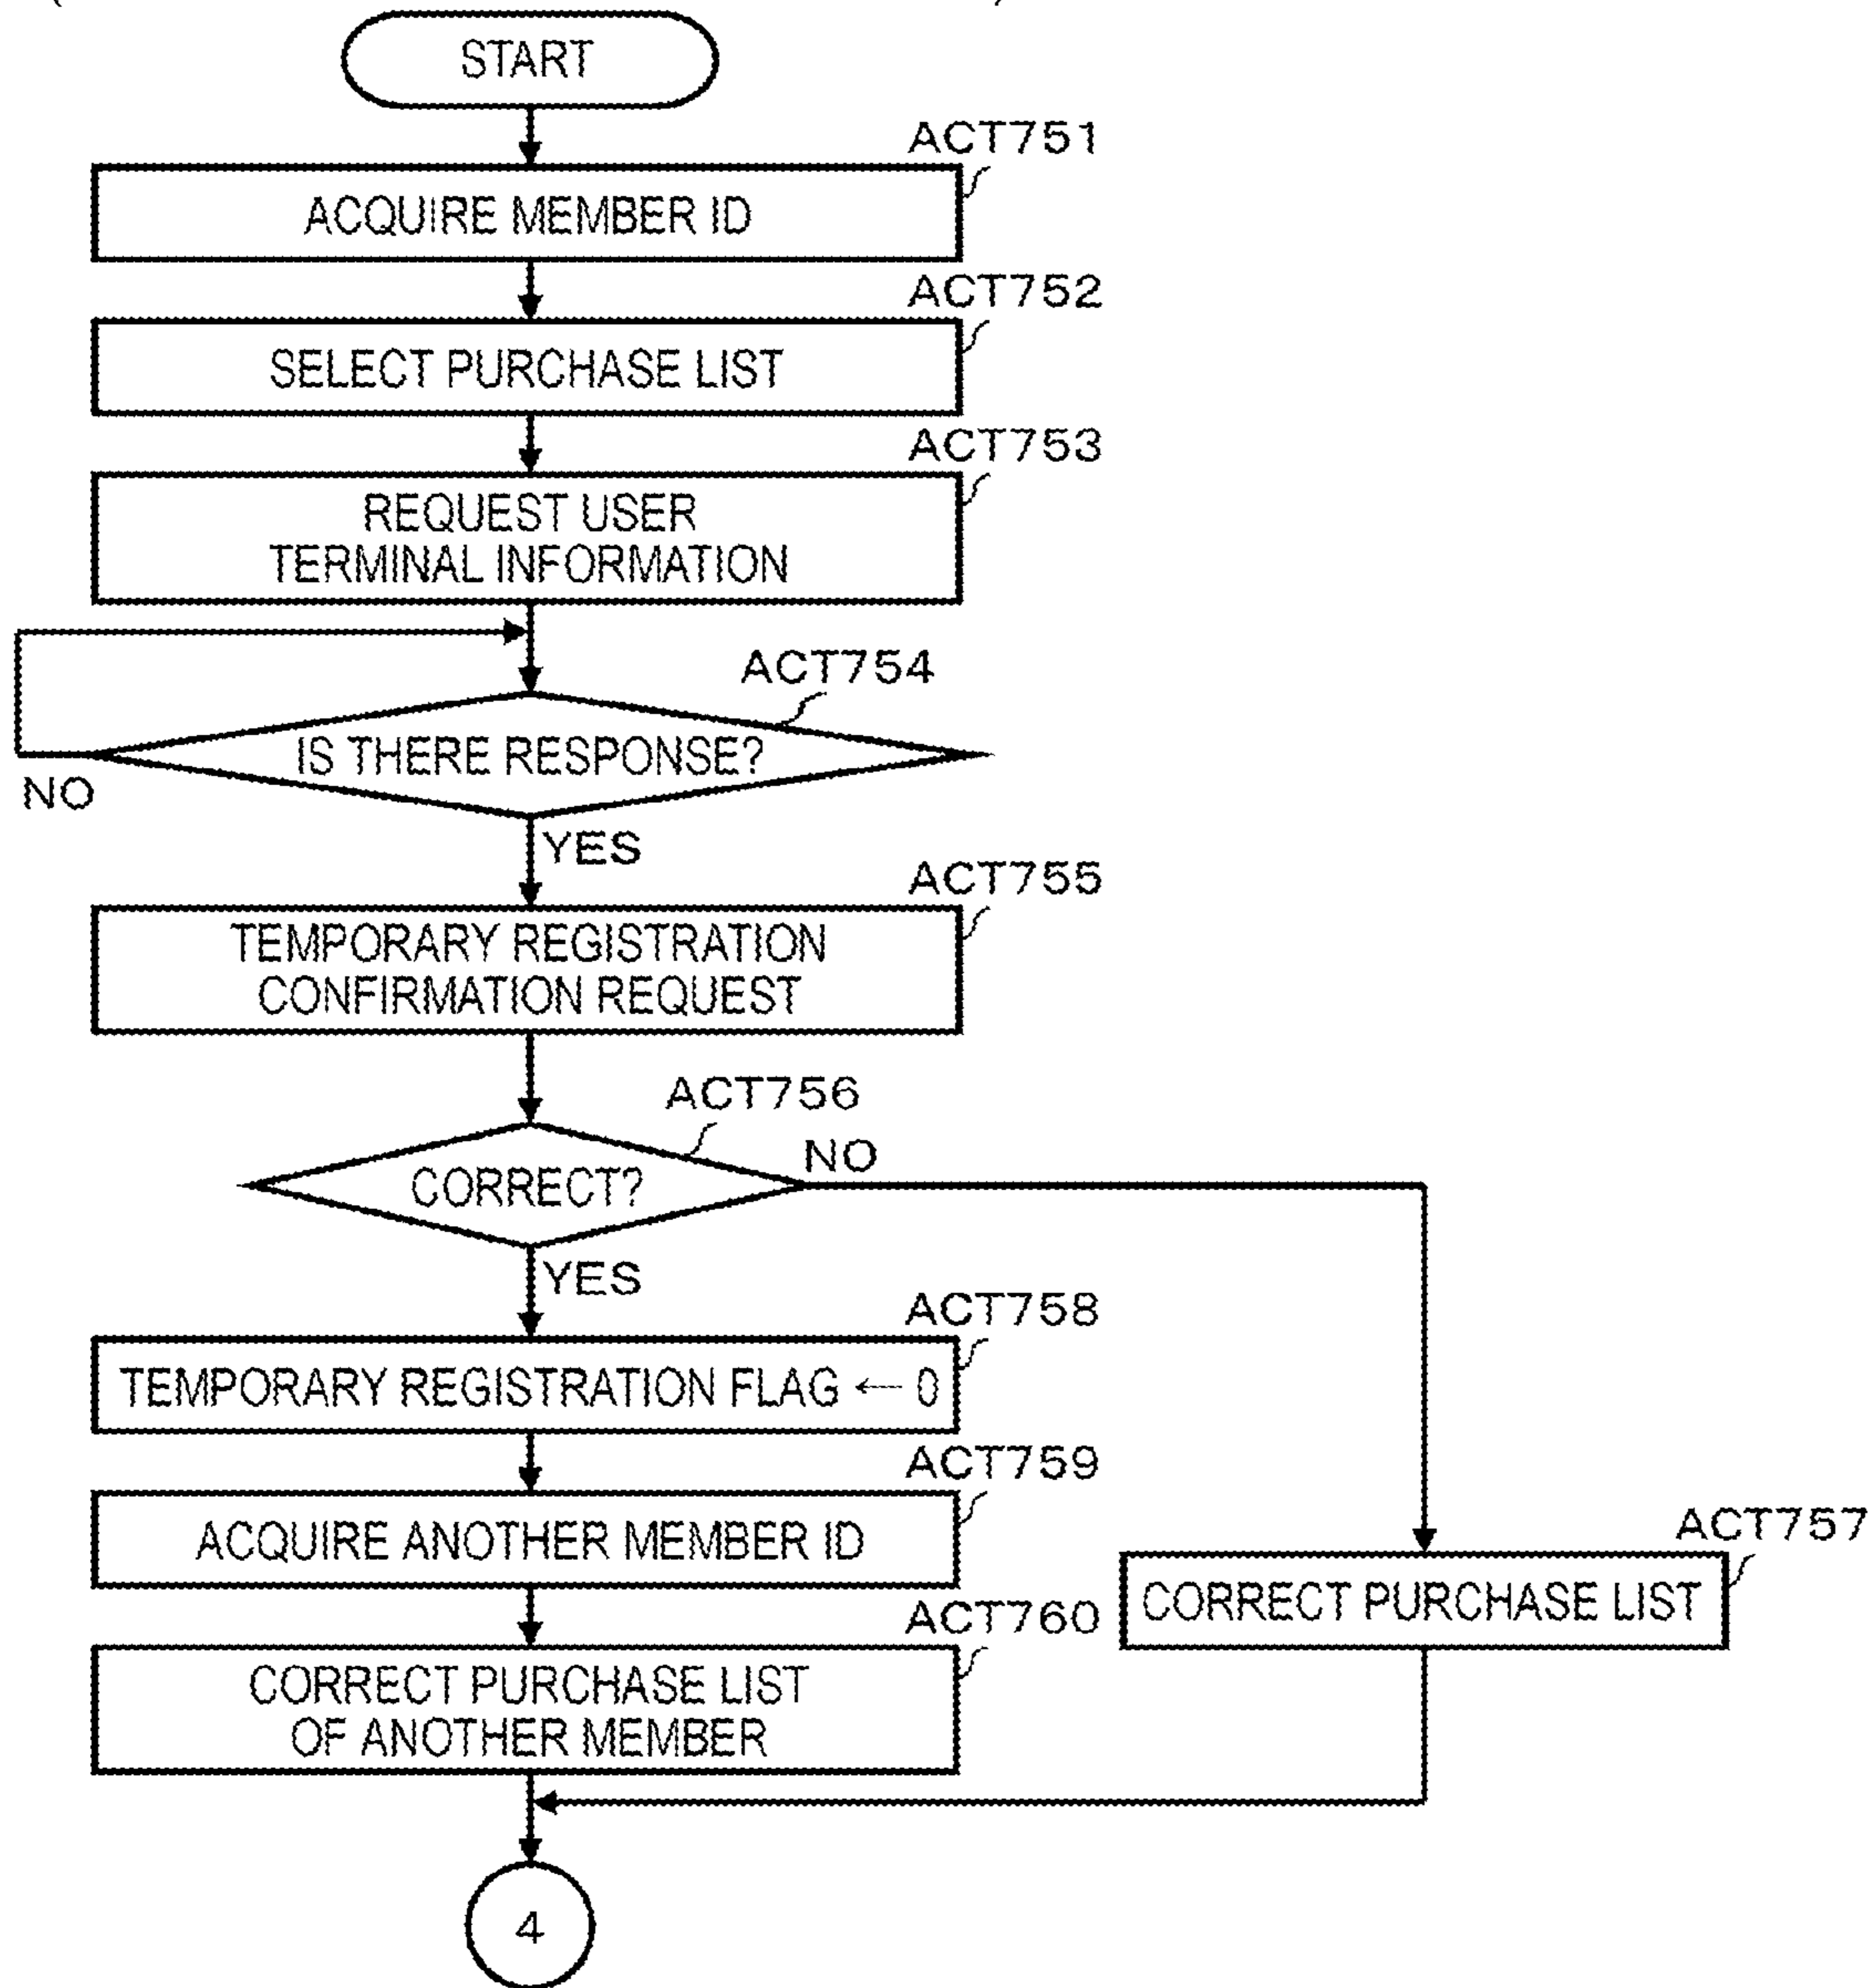 START
ACT751
ACQUIRE MEMBER ID
ACT752
SELECT PURCHASE LIST
ACT753
REQUEST USER
TERMINAL INFORMATION
ACT754
IS THERE RESPONSE?
NO
YES
ACT755
TEMPORARY REGISTRATION
CONFIRMATION REQUEST
ACT756
NO
CORRECT?
YES
ACT758
TEMPORARY REGISTRATION FLAG ← 0
ACT759
ACQUIRE ANOTHER MEMBER ID
ACT757
CORRECT PURCHASE LIST
ACT760
CORRECT PURCHASE LIST
OF ANOTHER MEMBER
4